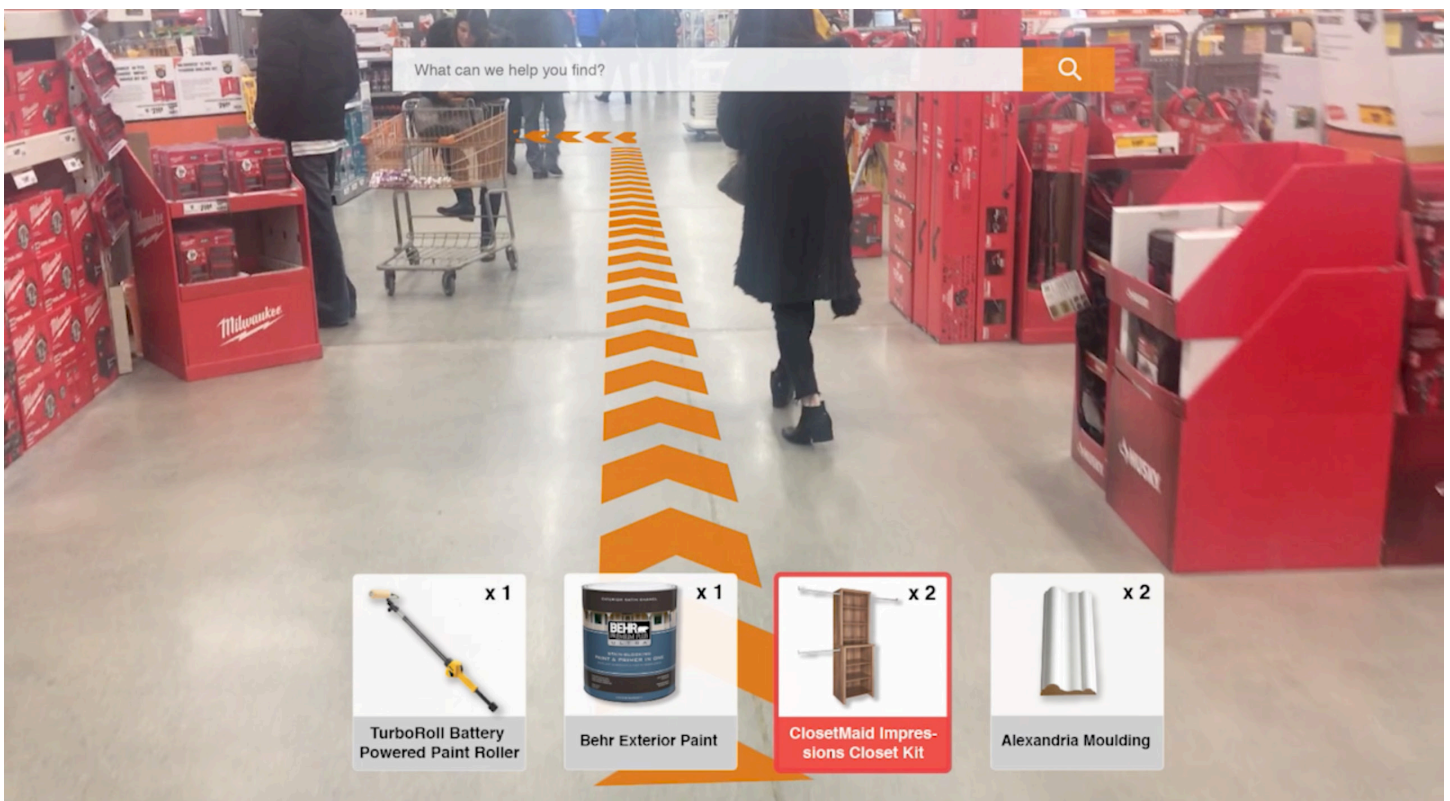 What can we help you find?
Milwaukee
HUSKY
x 1
x 1
x 2
x 2
BEHR
TurboRoll Battery
Powered Paint Roller
Behr Exterior Paint
ClosetMaid Impres-
sions Closet Kit
Alexandria Moulding